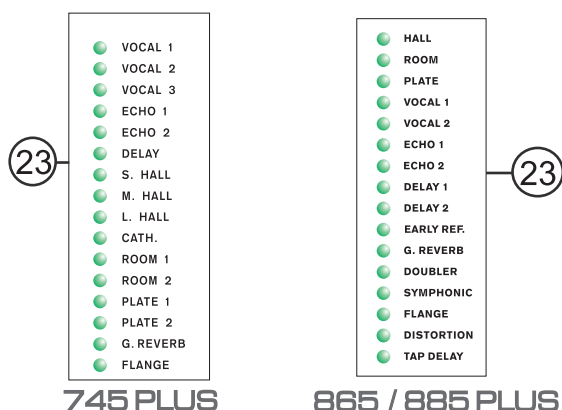 VOCAL 1
VOCAL 2
VOCAL 3
ECHO 1
ECHO 2
DELAY
S. HALL
M. HALL
L. HALL
CATH.
ROOM 1
ROOM 2
PLATE 1
PLATE 2
G. REVERB
FLANGE
23
745 PLUS
HALL
ROOM
PLATE
VOCAL 1
VOCAL 2
ECHO 1
ECHO 2
DELAY 1
DELAY 2
EARLY REF.
G. REVERB
DOUBLER
SYMPHONIC
FLANGE
DISTORTION
TAP DELAY
23
865 / 885 PLUS